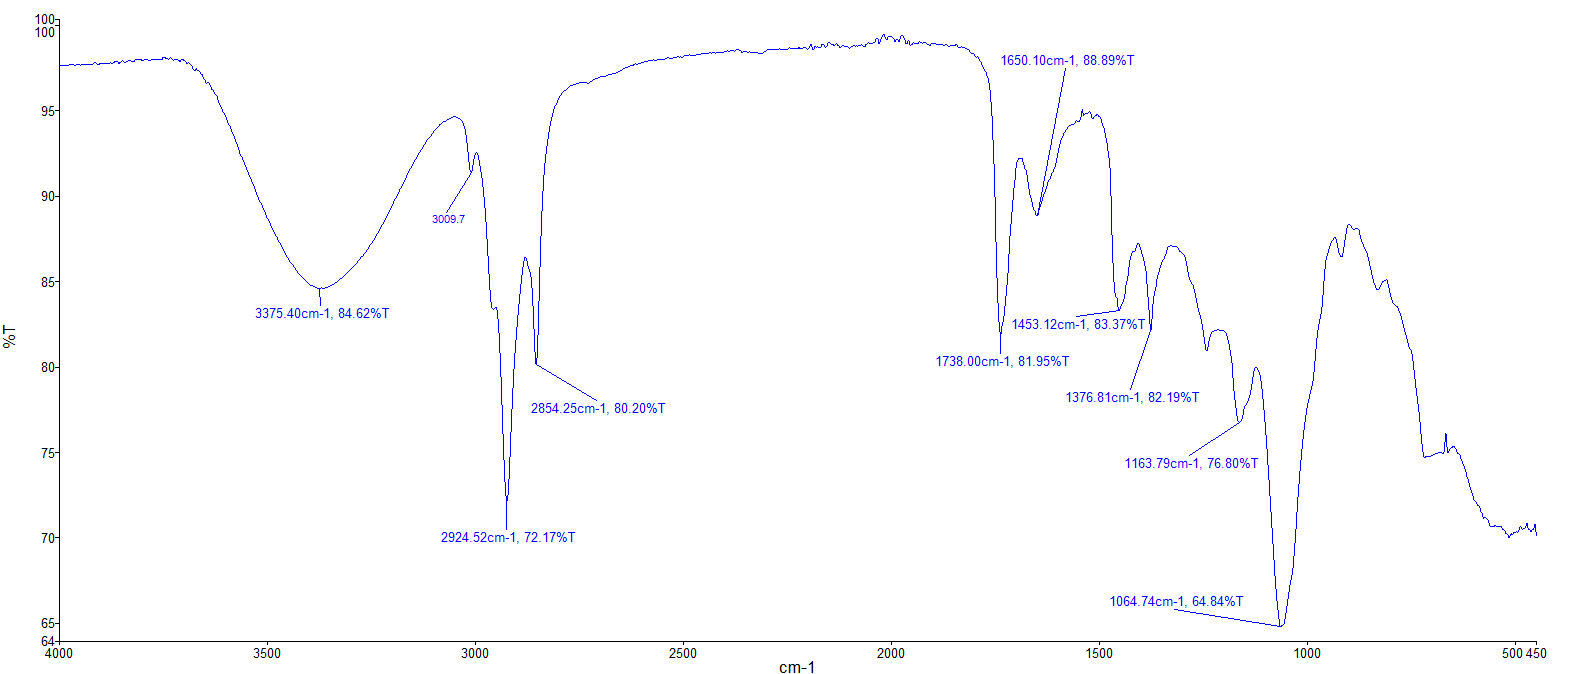 100
100
95
90
85
80
75
70
65
64
%T
4000
3500
3000
2500
2000
1500
1000
500 450
cm-1
1650.10cm-1, 88.89%T
3009.7
3375.40cm-1, 84.62%T
1453.12cm-1, 83.37%T
1738.00cm-1, 81.95%T
1376.81cm-1, 82.19%T
2854.25cm-1, 80.20%T
1163.79cm-1, 76.80%T
2924.52cm-1, 72.17%T
1064.74cm-1, 64.84%T